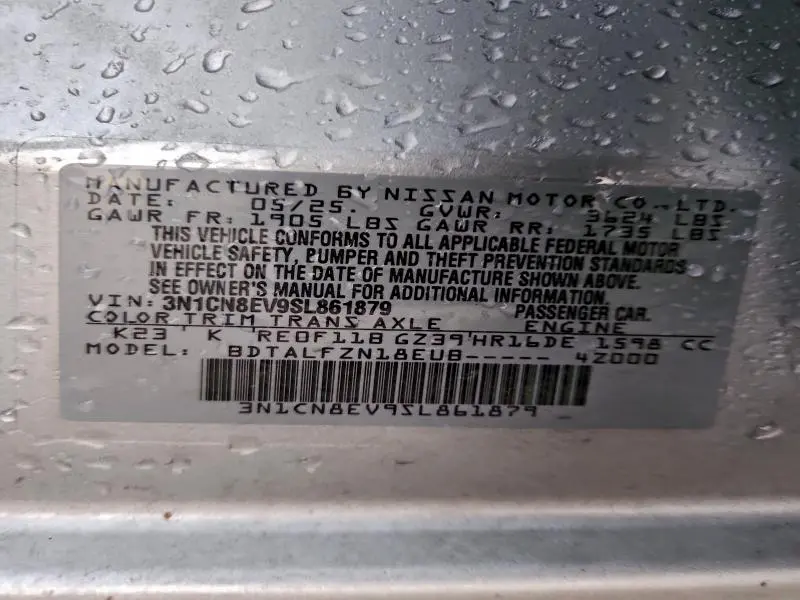 MANUFACTURED BY NISSAN MOTOR CO.,LTD.
DATE: 05/25. GVWR: 3624 LBS
GAWR FR: 1905 LBS GAWR RR: 1735 LBS
THIS VEHICLE CONFORMS TO ALL APPLICABLE FEDERAL MOTOR
VEHICLE SAFETY, BUMPER AND THEFT PREVENTION STANDARDS
IN EFFECT ON THE DATE OF MANUFACTURE SHOWN ABOVE.
SEE OWNER'S MANUAL FOR ADDITIONAL INFORMATION.
VIN: 3N1CN8EV9SL861879 PASSENGER CAR.
COLOR TRIM TRANS AXLE ENGINE
K23 K RE0F11B GZ39 HR16DE 1598 CC
MODEL: BDTALFZN18EUB----- 4Z000
3N1CN8EV9SL861879